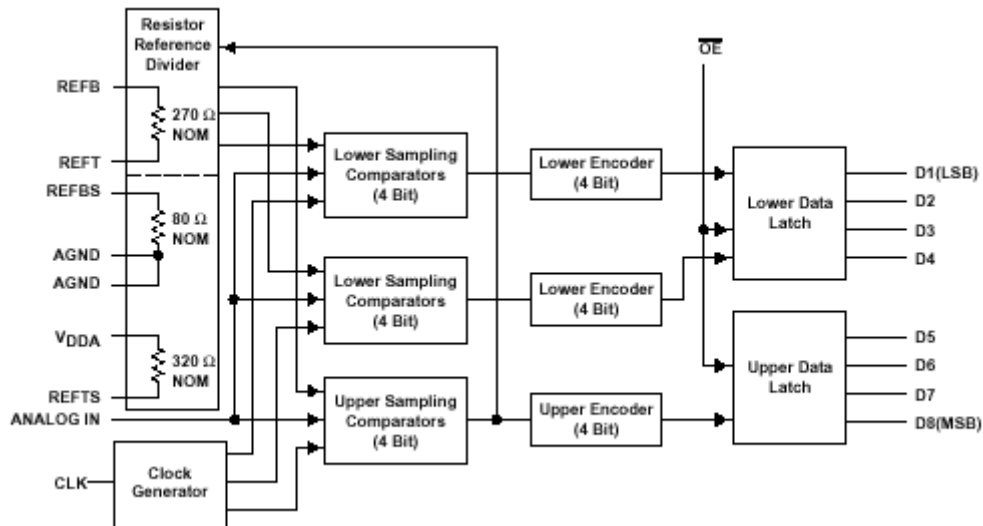 Resistor
Reference
Divider
OE
REFB
270 Ω
NOM
REFT
REFBS
80 Ω
NOM
AGND
AGND
VDDA
320 Ω
NOM
REFTS
ANALOG IN
CLK
Clock
Generator
Lower Sampling
Comparators
(4 Bit)
Lower Encoder
(4 Bit)
Lower Data
Latch
D1(LSB)
D2
D3
D4
Lower Sampling
Comparators
(4 Bit)
Lower Encoder
(4 Bit)
Upper Sampling
Comparators
(4 Bit)
Upper Encoder
(4 Bit)
Upper Data
Latch
D5
D6
D7
D8(MSB)